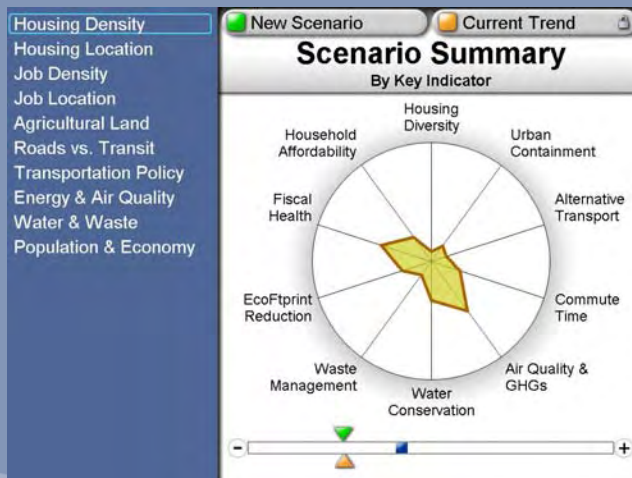 Housing Density
Housing Location
Job Density
Job Location
Agricultural Land
Roads vs. Transit
Transportation Policy
Energy & Air Quality
Water & Waste
Population & Economy
New Scenario
Current Trend
Scenario Summary
By Key Indicator
Housing
Diversity
Urban
Containment
Alternative
Transport
Commute
Time
Air Quality &
GHGs
Water
Conservation
Waste
Management
EcoFtprint
Reduction
Fiscal
Health
Household
Affordability